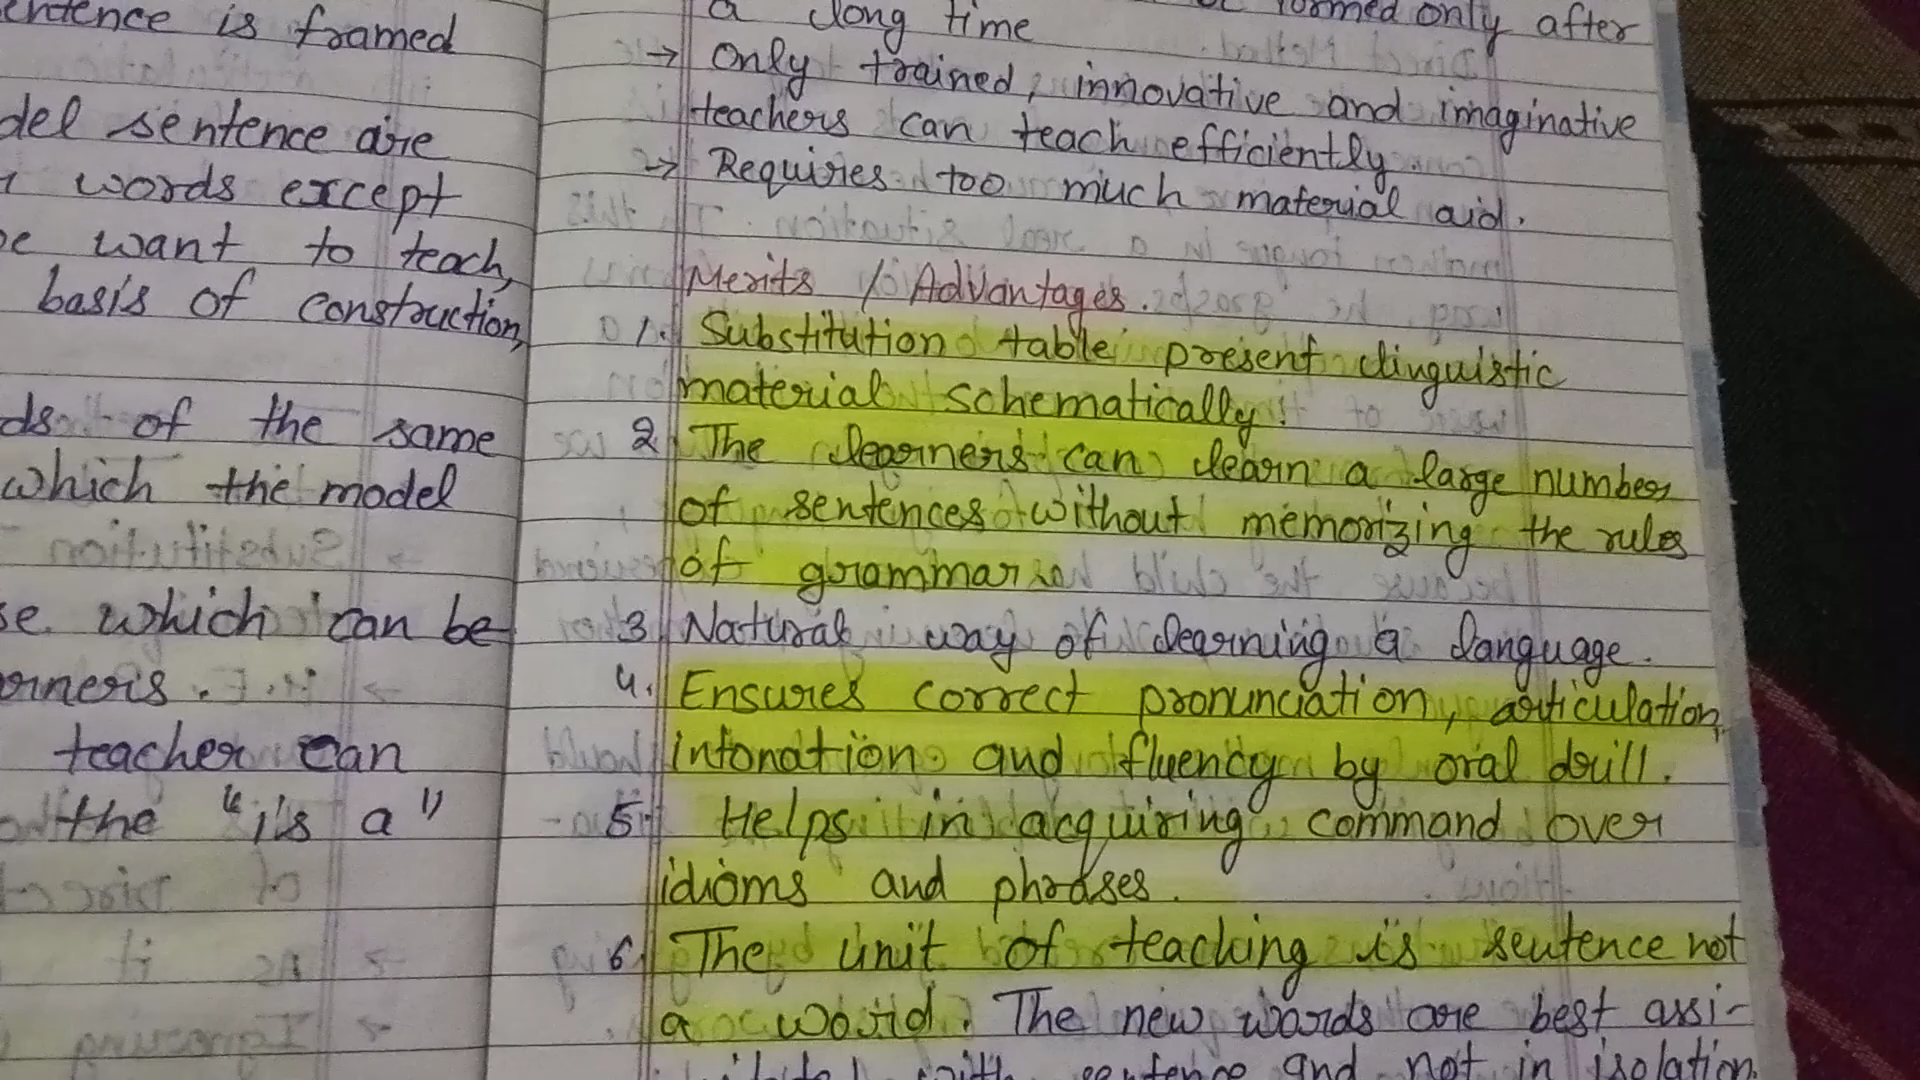 entence is framed
del sentence are
words except
we want to teach,
basis of construction,
ds of the same
which the model
se which can be
rners.
teacher can
the "is a"
formed only after
a long time
→ Only trained, innovative and imaginative
teachers can teach efficiently
→ Requires too much material aid.
Merits / Advantages.
1. Substitution table present linguistic
material schematically.
2 The learners can learn a large number
of sentences without memorizing the rules
of grammar
3 Natural way of learning a language.
4. Ensures correct pronunciation, articulation,
intonation and fluency by oral drill.
5 Helps in acquiring command over
idioms and phrases.
6 The unit of teaching is sentence not
a word. The new words are best assi-
with sentence and not in isolation